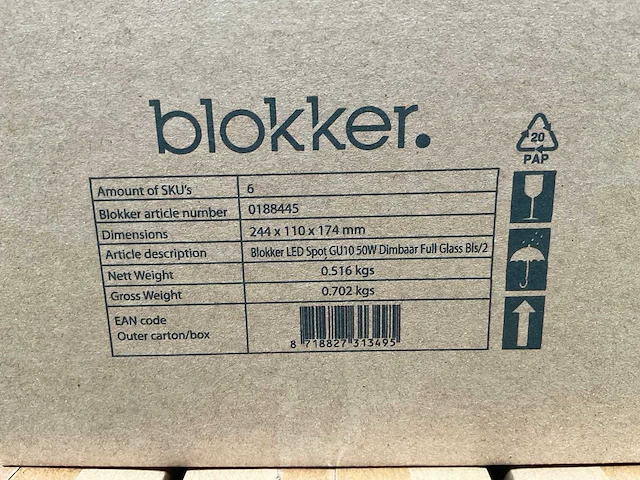 blokker.
20
PAP
Amount of SKU's 6
Blokker article number 0188445
Dimensions 244 x 110 x 174 mm
Article description Blokker LED Spot GU10 50W Dimbaar Full Glass Bls/2
Nett Weight 0.516 kgs
Gross Weight 0.702 kgs
EAN code
Outer carton/box
8 718827 313495